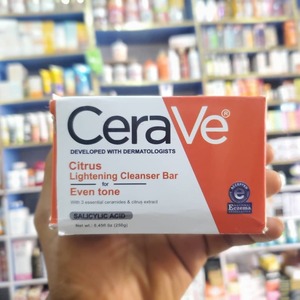 CeraVe®
DEVELOPED WITH DERMATOLOGISTS
Citrus
Lightening Cleanser Bar
for
Even tone
With 3 essential ceramides & citrus extract
SALICYLIC ACID
Eczema